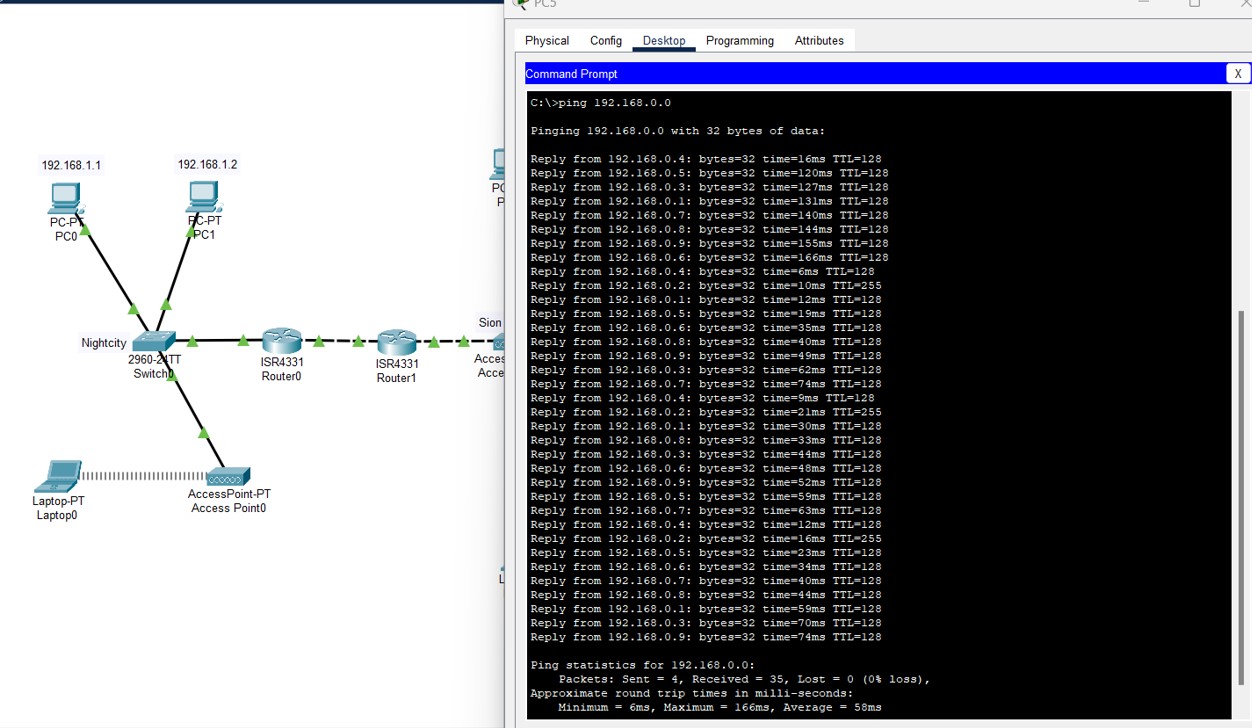 PC5
Physical Config Desktop Programming Attributes
Command Prompt
X
C:\>ping 192.168.0.0
Pinging 192.168.0.0 with 32 bytes of data:
Reply from 192.168.0.4: bytes=32 time=16ms TTL=128
Reply from 192.168.0.5: bytes=32 time=120ms TTL=128
Reply from 192.168.0.3: bytes=32 time=127ms TTL=128
Reply from 192.168.0.1: bytes=32 time=131ms TTL=128
Reply from 192.168.0.7: bytes=32 time=140ms TTL=128
Reply from 192.168.0.8: bytes=32 time=144ms TTL=128
Reply from 192.168.0.9: bytes=32 time=155ms TTL=128
Reply from 192.168.0.6: bytes=32 time=166ms TTL=128
Reply from 192.168.0.4: bytes=32 time=6ms TTL=128
Reply from 192.168.0.2: bytes=32 time=10ms TTL=255
Reply from 192.168.0.1: bytes=32 time=12ms TTL=128
Reply from 192.168.0.5: bytes=32 time=19ms TTL=128
Reply from 192.168.0.6: bytes=32 time=35ms TTL=128
Reply from 192.168.0.8: bytes=32 time=40ms TTL=128
Reply from 192.168.0.9: bytes=32 time=49ms TTL=128
Reply from 192.168.0.3: bytes=32 time=62ms TTL=128
Reply from 192.168.0.7: bytes=32 time=74ms TTL=128
Reply from 192.168.0.4: bytes=32 time=9ms TTL=128
Reply from 192.168.0.2: bytes=32 time=21ms TTL=255
Reply from 192.168.0.1: bytes=32 time=30ms TTL=128
Reply from 192.168.0.8: bytes=32 time=33ms TTL=128
Reply from 192.168.0.3: bytes=32 time=44ms TTL=128
Reply from 192.168.0.6: bytes=32 time=48ms TTL=128
Reply from 192.168.0.9: bytes=32 time=52ms TTL=128
Reply from 192.168.0.5: bytes=32 time=59ms TTL=128
Reply from 192.168.0.7: bytes=32 time=63ms TTL=128
Reply from 192.168.0.4: bytes=32 time=12ms TTL=128
Reply from 192.168.0.2: bytes=32 time=16ms TTL=255
Reply from 192.168.0.5: bytes=32 time=23ms TTL=128
Reply from 192.168.0.6: bytes=32 time=34ms TTL=128
Reply from 192.168.0.7: bytes=32 time=40ms TTL=128
Reply from 192.168.0.8: bytes=32 time=44ms TTL=128
Reply from 192.168.0.1: bytes=32 time=59ms TTL=128
Reply from 192.168.0.3: bytes=32 time=70ms TTL=128
Reply from 192.168.0.9: bytes=32 time=74ms TTL=128
Ping statistics for 192.168.0.0:
Packets: Sent = 4, Received = 35, Lost = 0 (0% loss),
Approximate round trip times in milli-seconds:
Minimum = 6ms, Maximum = 166ms, Average = 58ms
192.168.1.1
PC-PT
PC0
192.168.1.2
PC-PT
PC1
Nightcity
2960-24TT
Switch0
ISR4331
Router0
ISR4331
Router1
Sion
Laptop-PT
Laptop0
AccessPoint-PT
Access Point0